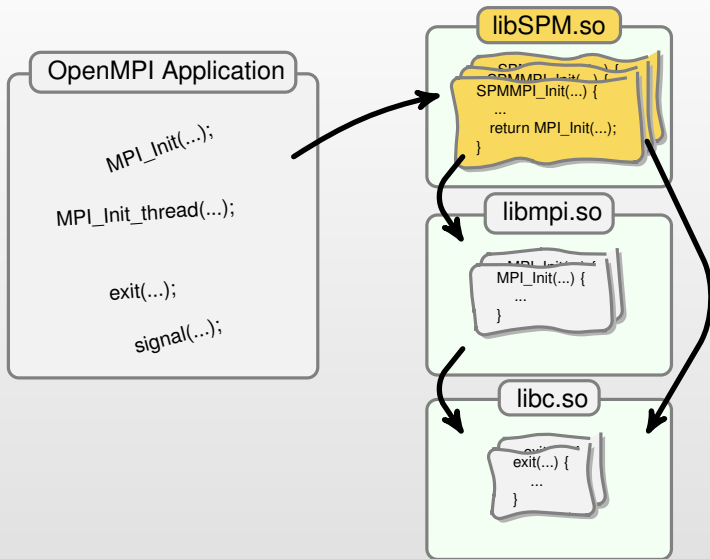 OpenMPI Application
MPI_Init(...);
MPI_Init_thread(...);
exit(...);
signal(...);
libSPM.so
SPMMPI_Init(...) {
...
return MPI_Init(...);
}
libmpi.so
MPI_Init(...) {
...
}
libc.so
exit(...) {
...
}